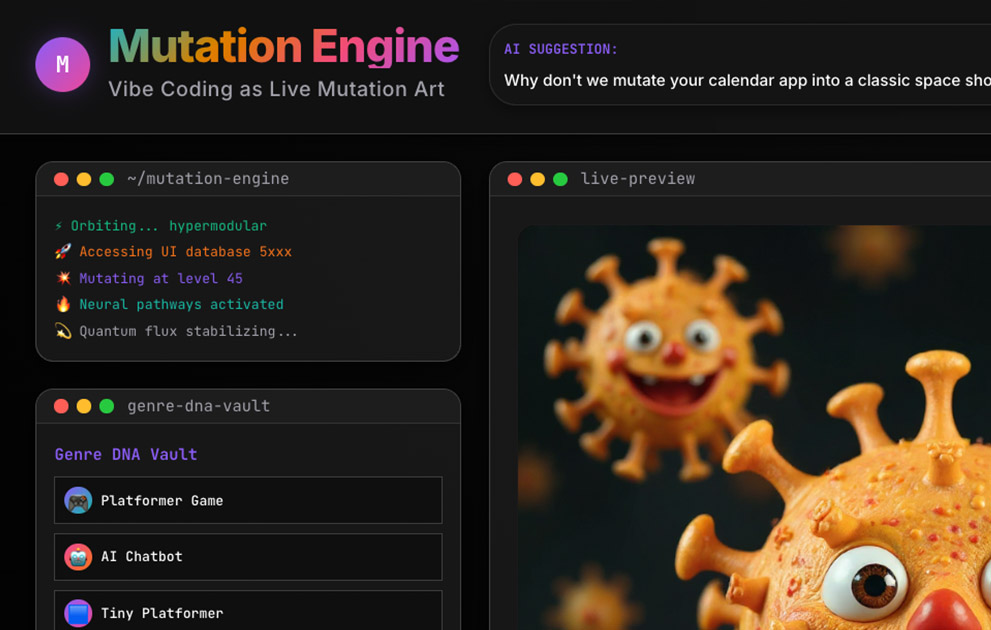 M
Mutation Engine
Vibe Coding as Live Mutation Art
AI SUGGESTION:
Why don't we mutate your calendar app into a classic space sho
~/mutation-engine
⚡ Orbiting... hypermodular
🚀 Accessing UI database 5xxx
💥 Mutating at level 45
🔥 Neural pathways activated
💫 Quantum flux stabilizing...
genre-dna-vault
Genre DNA Vault
Platformer Game
AI Chatbot
Tiny Platformer
live-preview